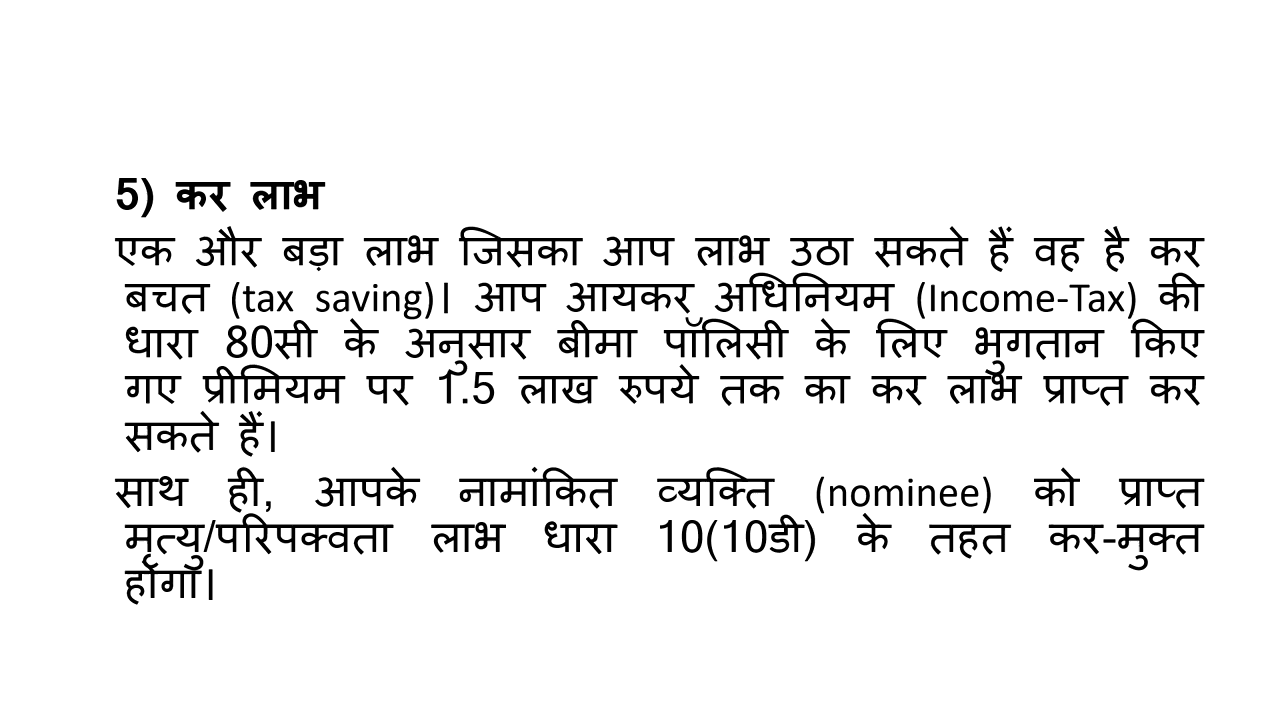 5) कर लाभ
एक और बड़ा लाभ जिसका आप लाभ उठा सकते हैं वह है कर
बचत (tax saving)। आप आयकर अधिनियम (Income-Tax) की
धारा 80सी के अनुसार बीमा पॉलिसी के लिए भुगतान किए
गए प्रीमियम पर 1.5 लाख रुपये तक का कर लाभ प्राप्त कर
सकते हैं।
साथ ही, आपके नामांकित व्यक्ति (nominee) को प्राप्त
मृत्यु/परिपक्वता लाभ धारा 10(10डी) के तहत कर-मुक्त
होगा।